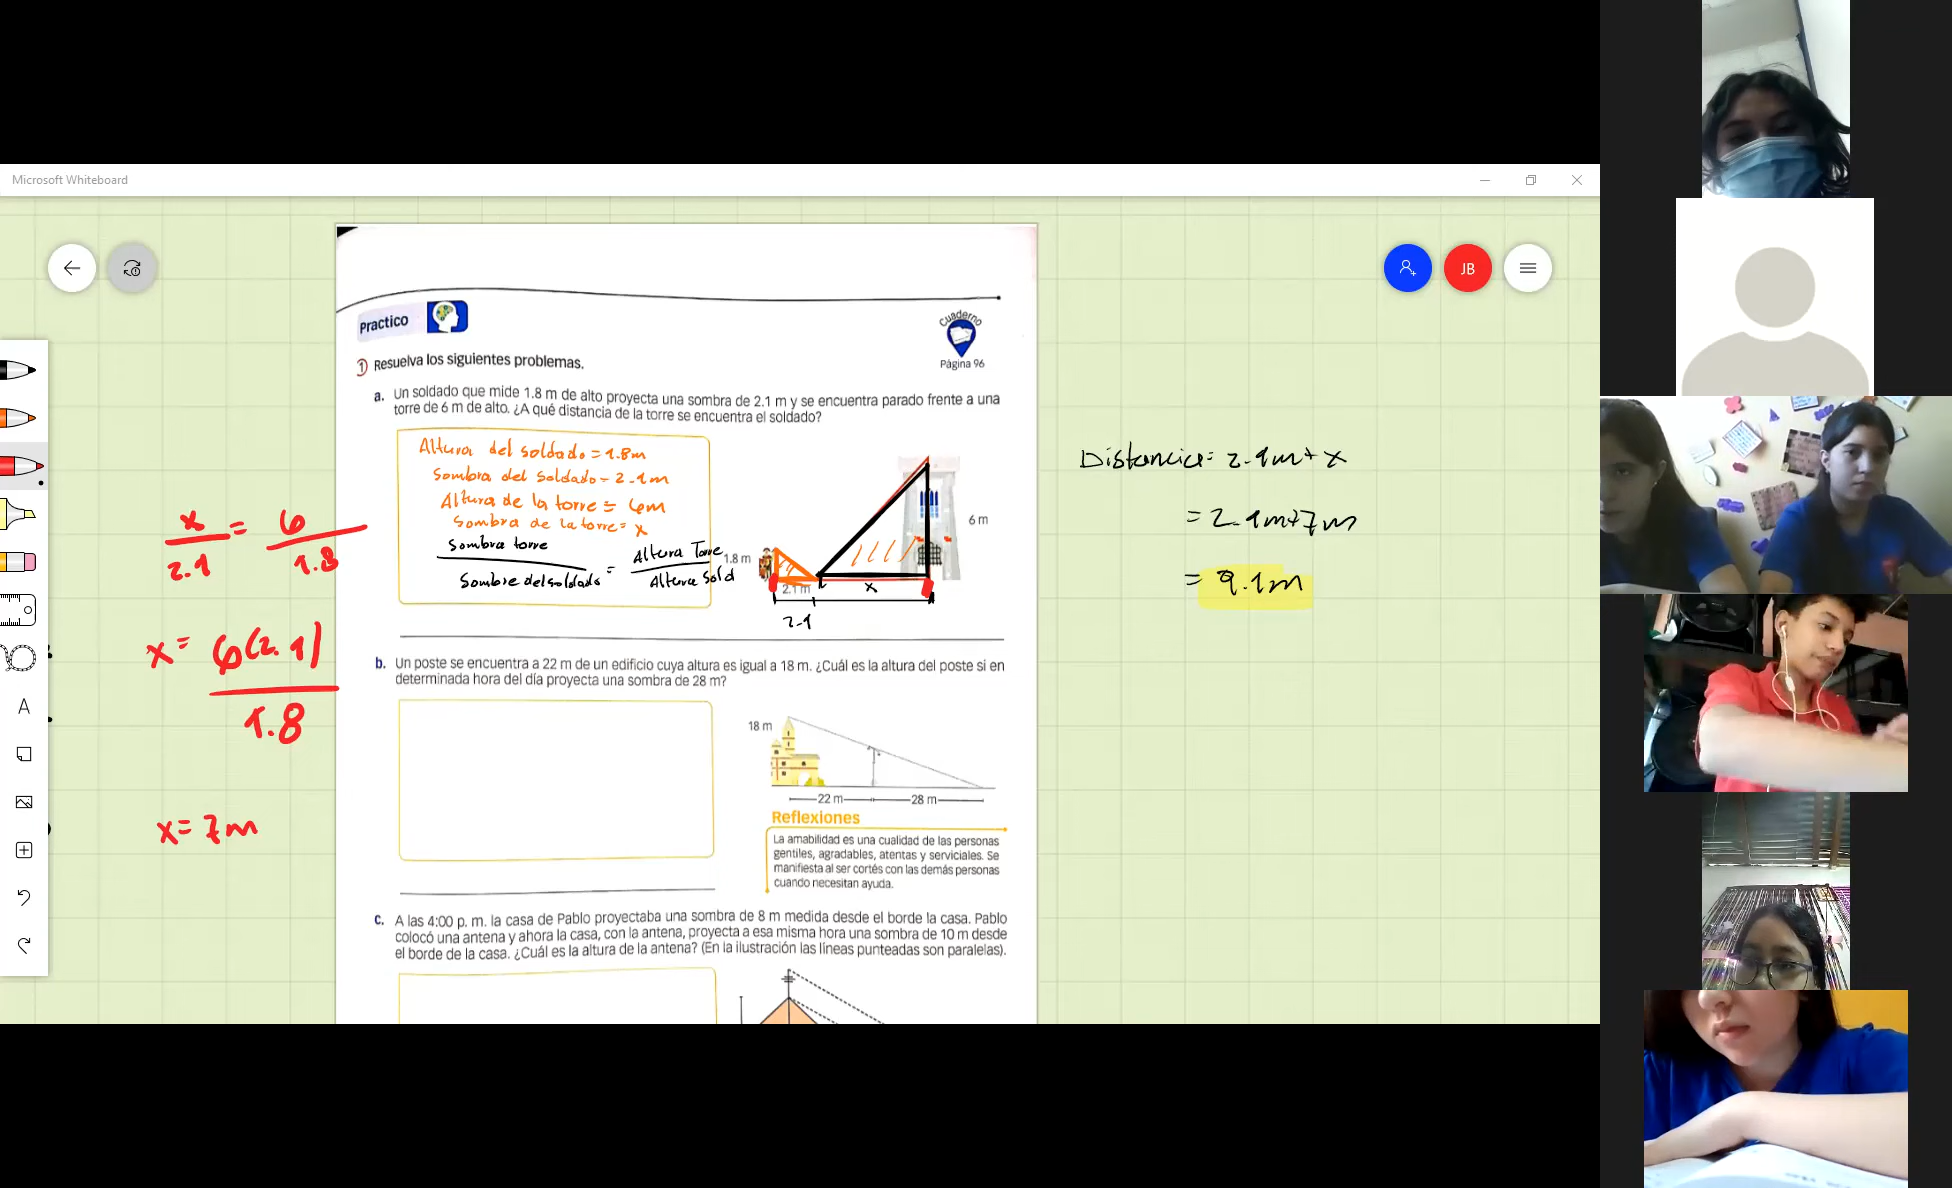 Microsoft Whiteboard
JB
Practico
Cuaderno
Página 96
1 Resuelva los siguientes problemas.
a. Un soldado que mide 1.8 m de alto proyecta una sombra de 2.1 m y se encuentra parado frente a una
torre de 6 m de alto. ¿A qué distancia de la torre se encuentra el soldado?
Altura del soldado = 1.8m
Sombra del soldado = 2.1m
Altura de la torre = 6m
Sombra de la torre = x
Sombra torre
Sombra del soldado
=
Altura Torre
Altura Sold
1.8 m
6 m
2.1 m
x
2.1
x/2.1 = 6/1.8
x = 6(2.1)/1.8
x = 7m
Distancia = 2.1m + x
= 2.1m + 7m
= 9.1m
b. Un poste se encuentra a 22 m de un edificio cuya altura es igual a 18 m. ¿Cuál es la altura del poste si en
determinada hora del día proyecta una sombra de 28 m?
18 m
22 m
28 m
Reflexiones
La amabilidad es una cualidad de las personas
gentiles, agradables, atentas y serviciales. Se
manifiesta al ser cortés con las demás personas
cuando necesitan ayuda.
c. A las 4:00 p. m. la casa de Pablo proyectaba una sombra de 8 m medida desde el borde la casa. Pablo
colocó una antena y ahora la casa, con la antena, proyecta a esa misma hora una sombra de 10 m desde
el borde de la casa. ¿Cuál es la altura de la antena? (En la ilustración las líneas punteadas son paralelas).
A